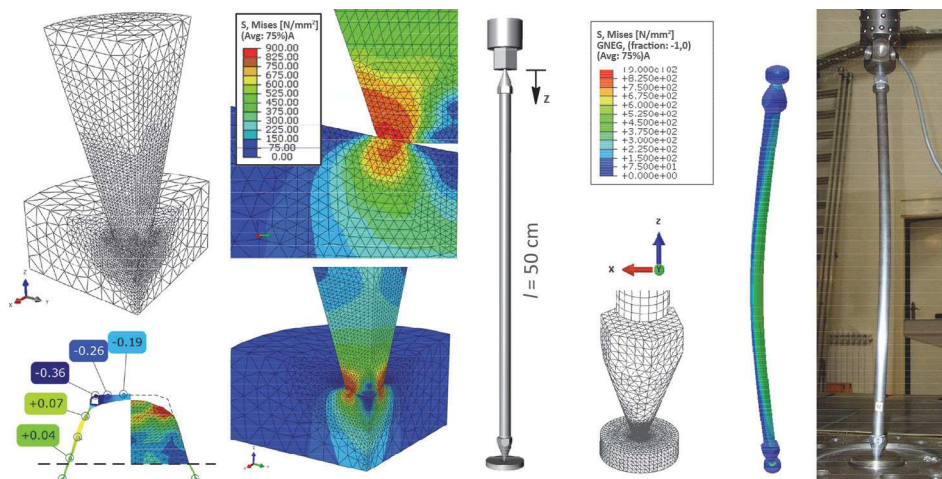 S, Mises [N/mm²]
(Avg: 75%)A
900.00
825.00
750.00
675.00
600.00
525.00
450.00
375.00
300.00
225.00
150.00
75.00
0.00
Z
X
Y
-0.19
-0.26
-0.36
+0.07
+0.04
z
l = 50 cm
S, Mises [N/mm²]
GNEG, (fraction: -1,0)
(Avg: 75%)A
+9.000e+02
+8.250e+02
+7.500e+02
+6.750e+02
+6.000e+02
+5.250e+02
+4.500e+02
+3.750e+02
+3.000e+02
+2.250e+02
+1.500e+02
+7.500e+01
+0.000e+00
Z
X
Y